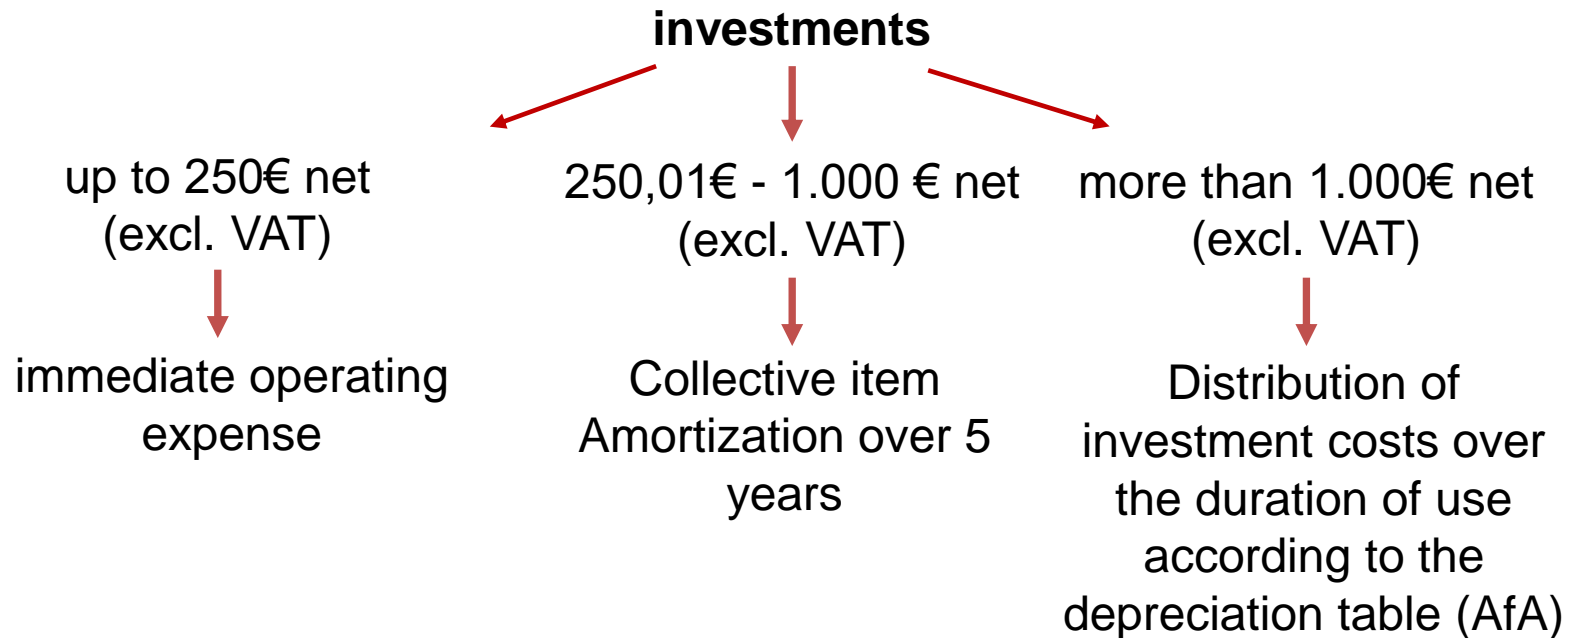 investments
up to 250€ net
(excl. VAT)
immediate operating
expense
250,01€ - 1.000 € net
(excl. VAT)
Collective item
Amortization over 5
years
more than 1.000€ net
(excl. VAT)
Distribution of
investment costs over
the duration of use
according to the
depreciation table (AfA)